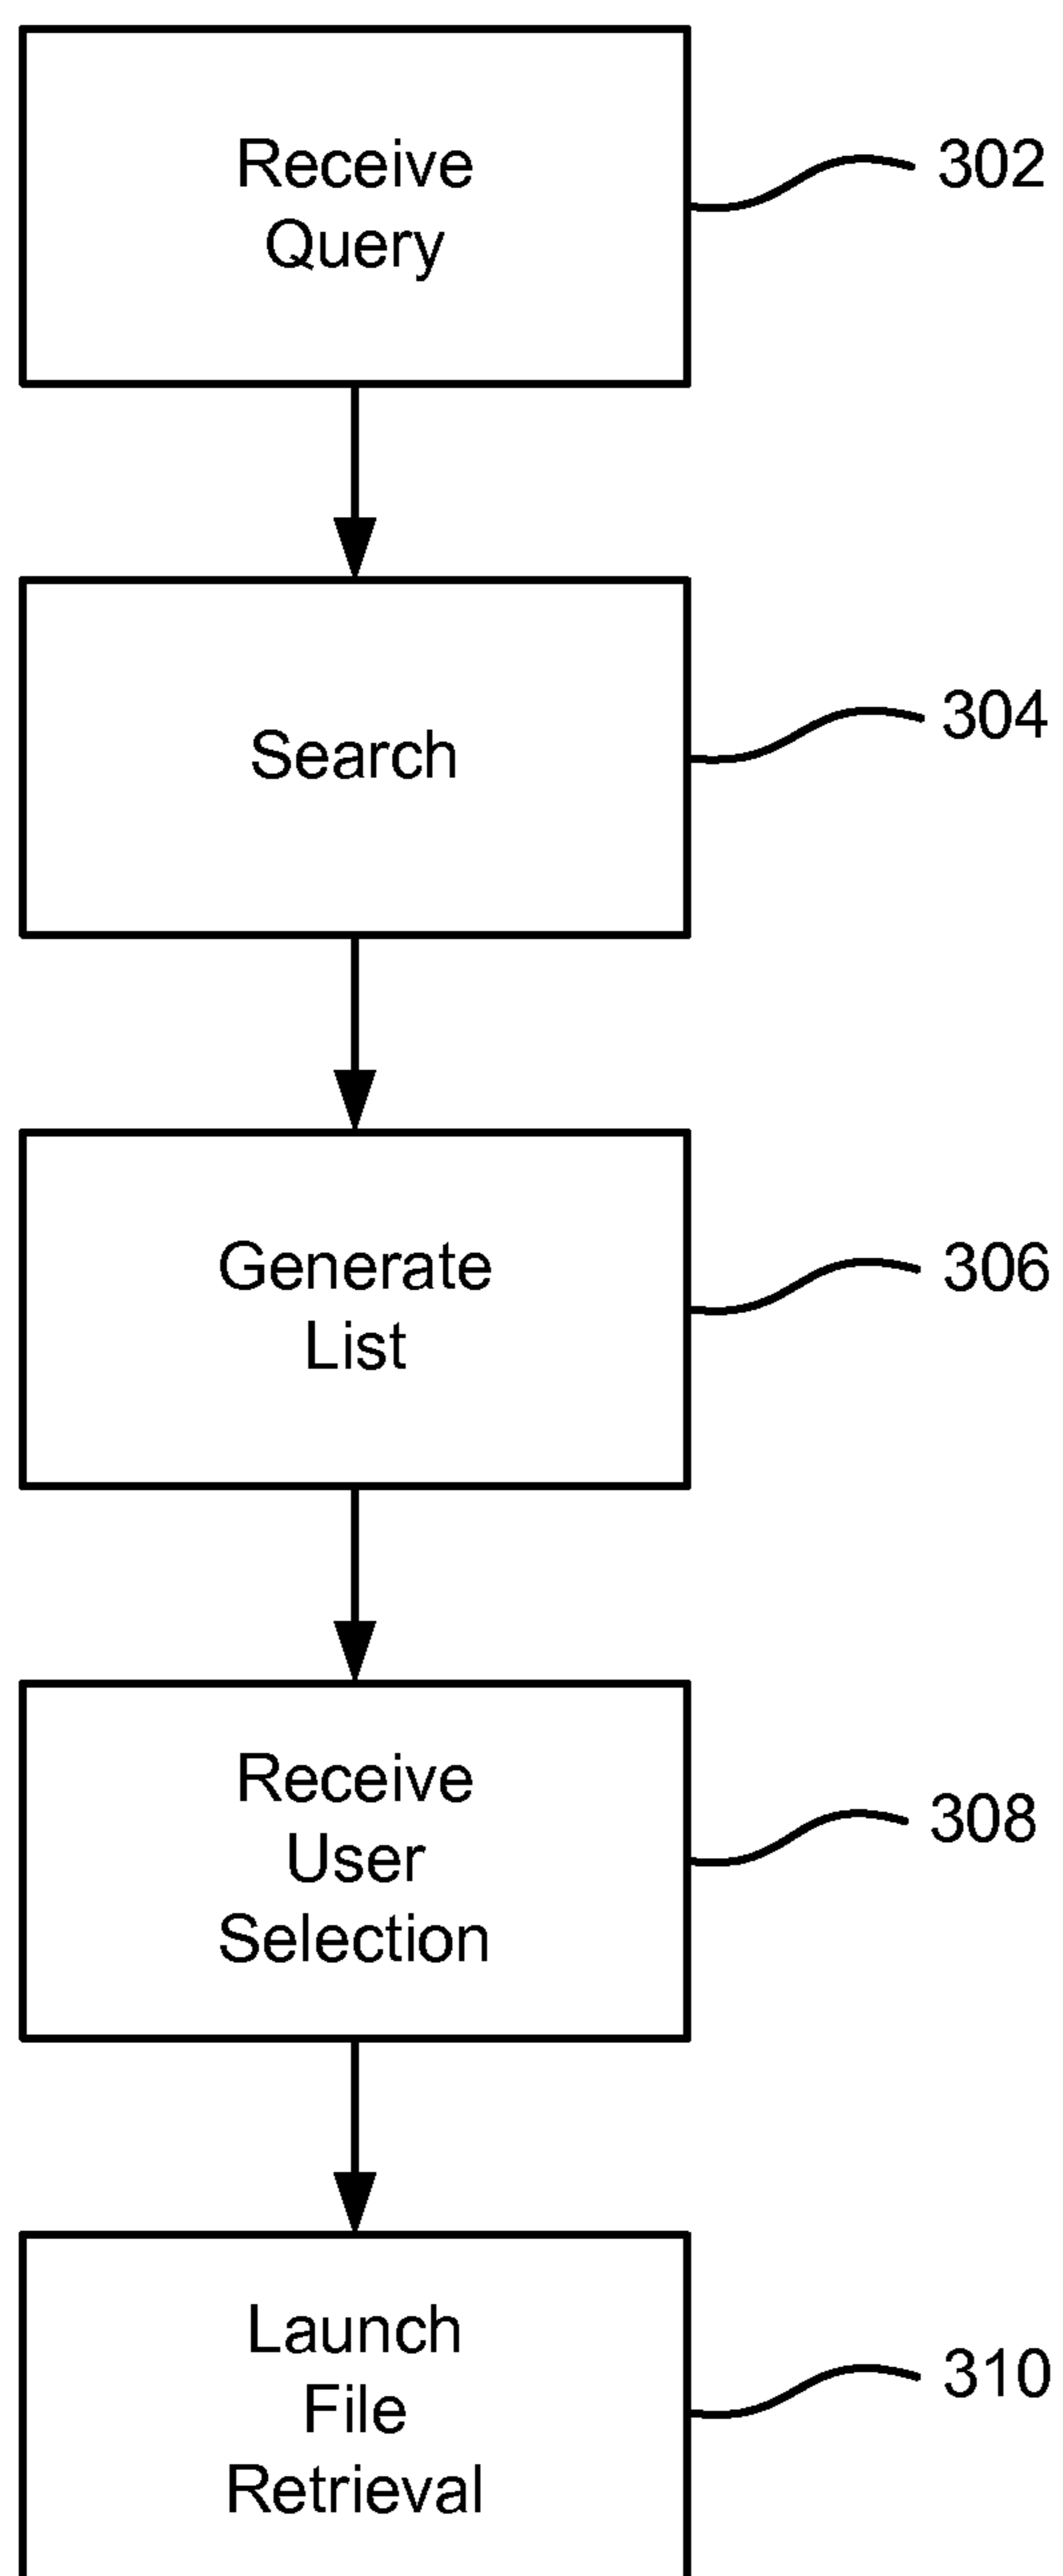 Receive
Query
302
Search
304
Generate
List
306
Receive
User
Selection
308
Launch
File
Retrieval
310